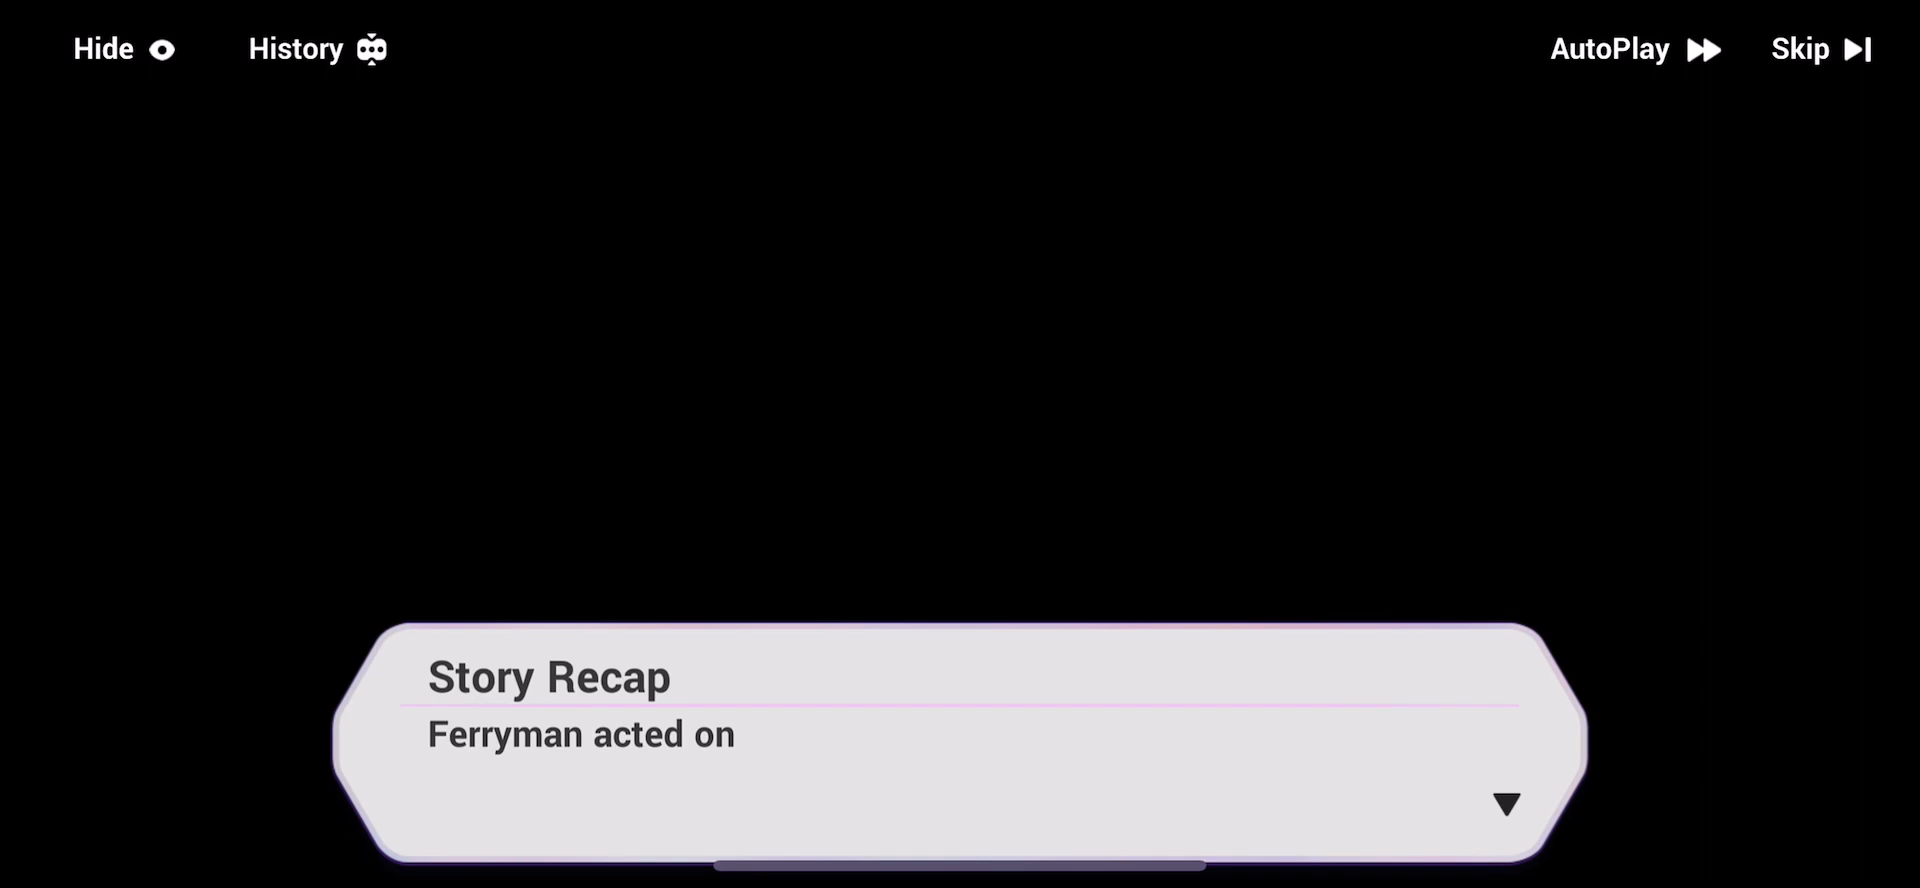 Hide
History
AutoPlay
Skip
Story Recap
Ferryman acted on